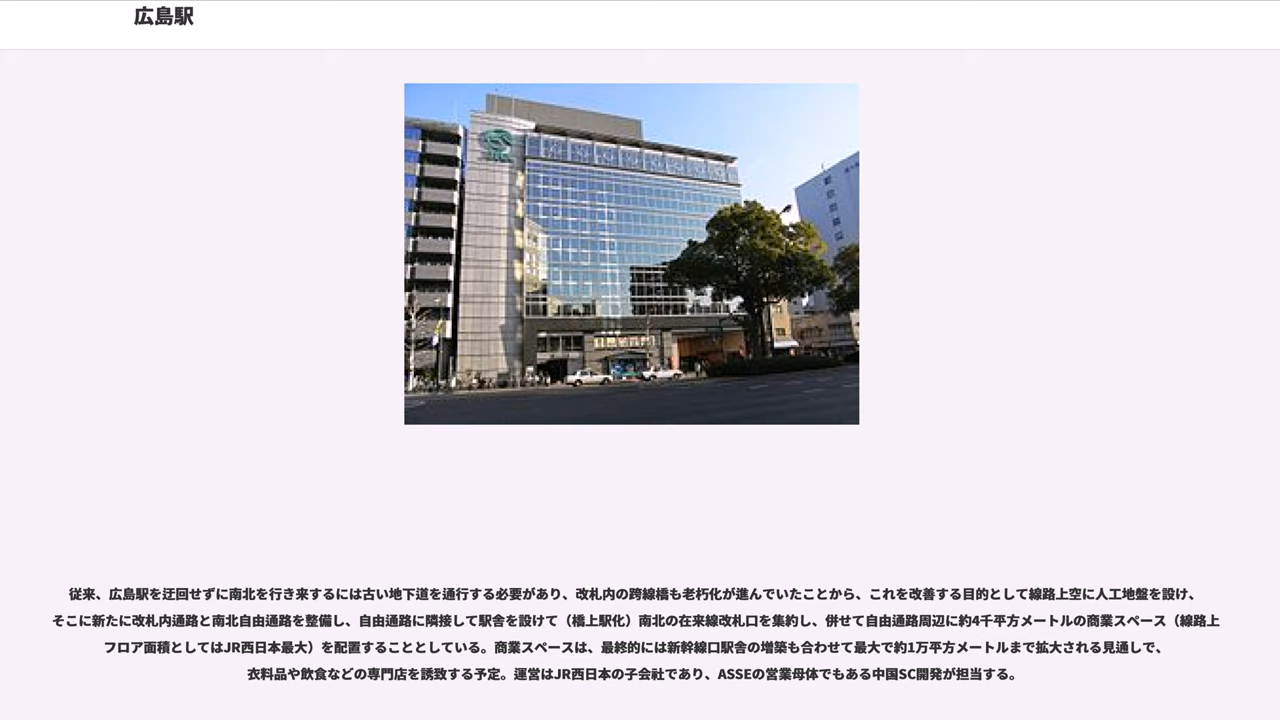 広島駅
従来、広島駅を迂回せずに南北を行き来するには古い地下道を通行する必要があり、改札内の跨線橋も老朽化が進んでいたことから、これを改善する目的として線路上空に人工地盤を設け、
そこに新たに改札内通路と南北自由通路を整備し、自由通路に隣接して駅舎を設けて（橋上駅化）南北の在来線改札口を集約し、併せて自由通路周辺に約4千平方メートルの商業スペース（線路上
フロア面積としてはJR西日本最大）を配置することとしている。商業スペースは、最終的には新幹線口駅舎の増築も合わせて最大で約1万平方メートルまで拡大される見通しで、
衣料品や飲食などの専門店を誘致する予定。運営はJR西日本の子会社であり、ASSEの営業母体でもある中国SC開発が担当する。